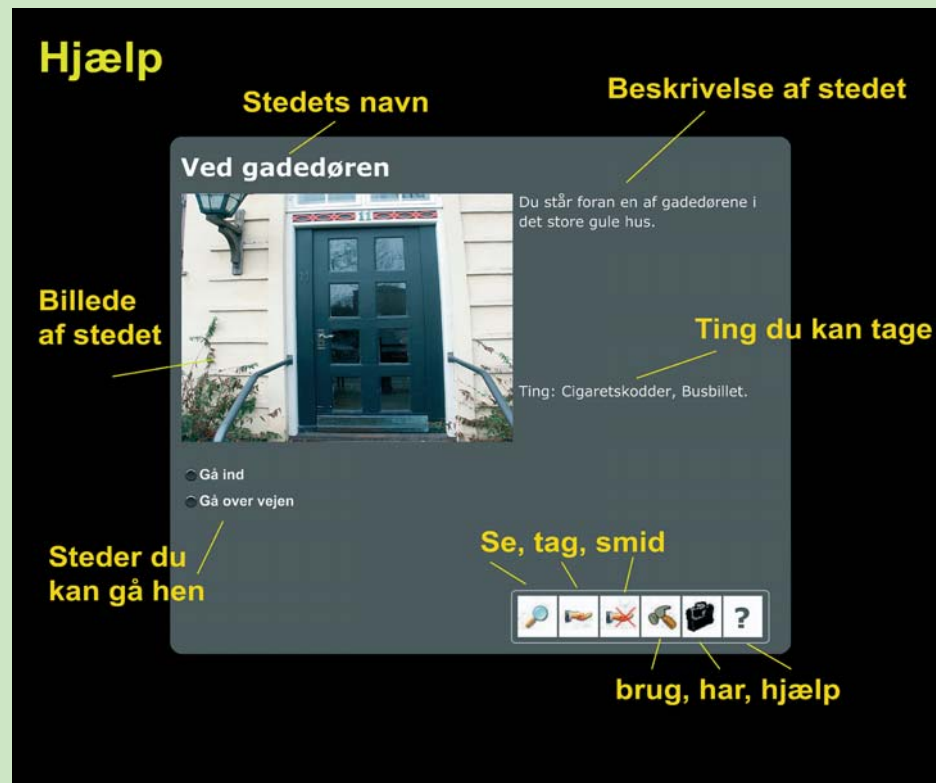 Hjælp
Stedets navn
Beskrivelse af stedet
Ved gadedøren
Du står foran en af gadedørene i
det store gule hus.
11
Billede
af stedet
Ting du kan tage
Ting: Cigaretskodder, Busbillet.
Gå ind
Gå over vejen
Steder du
kan gå hen
Se, tag, smid
?
brug, har, hjælp